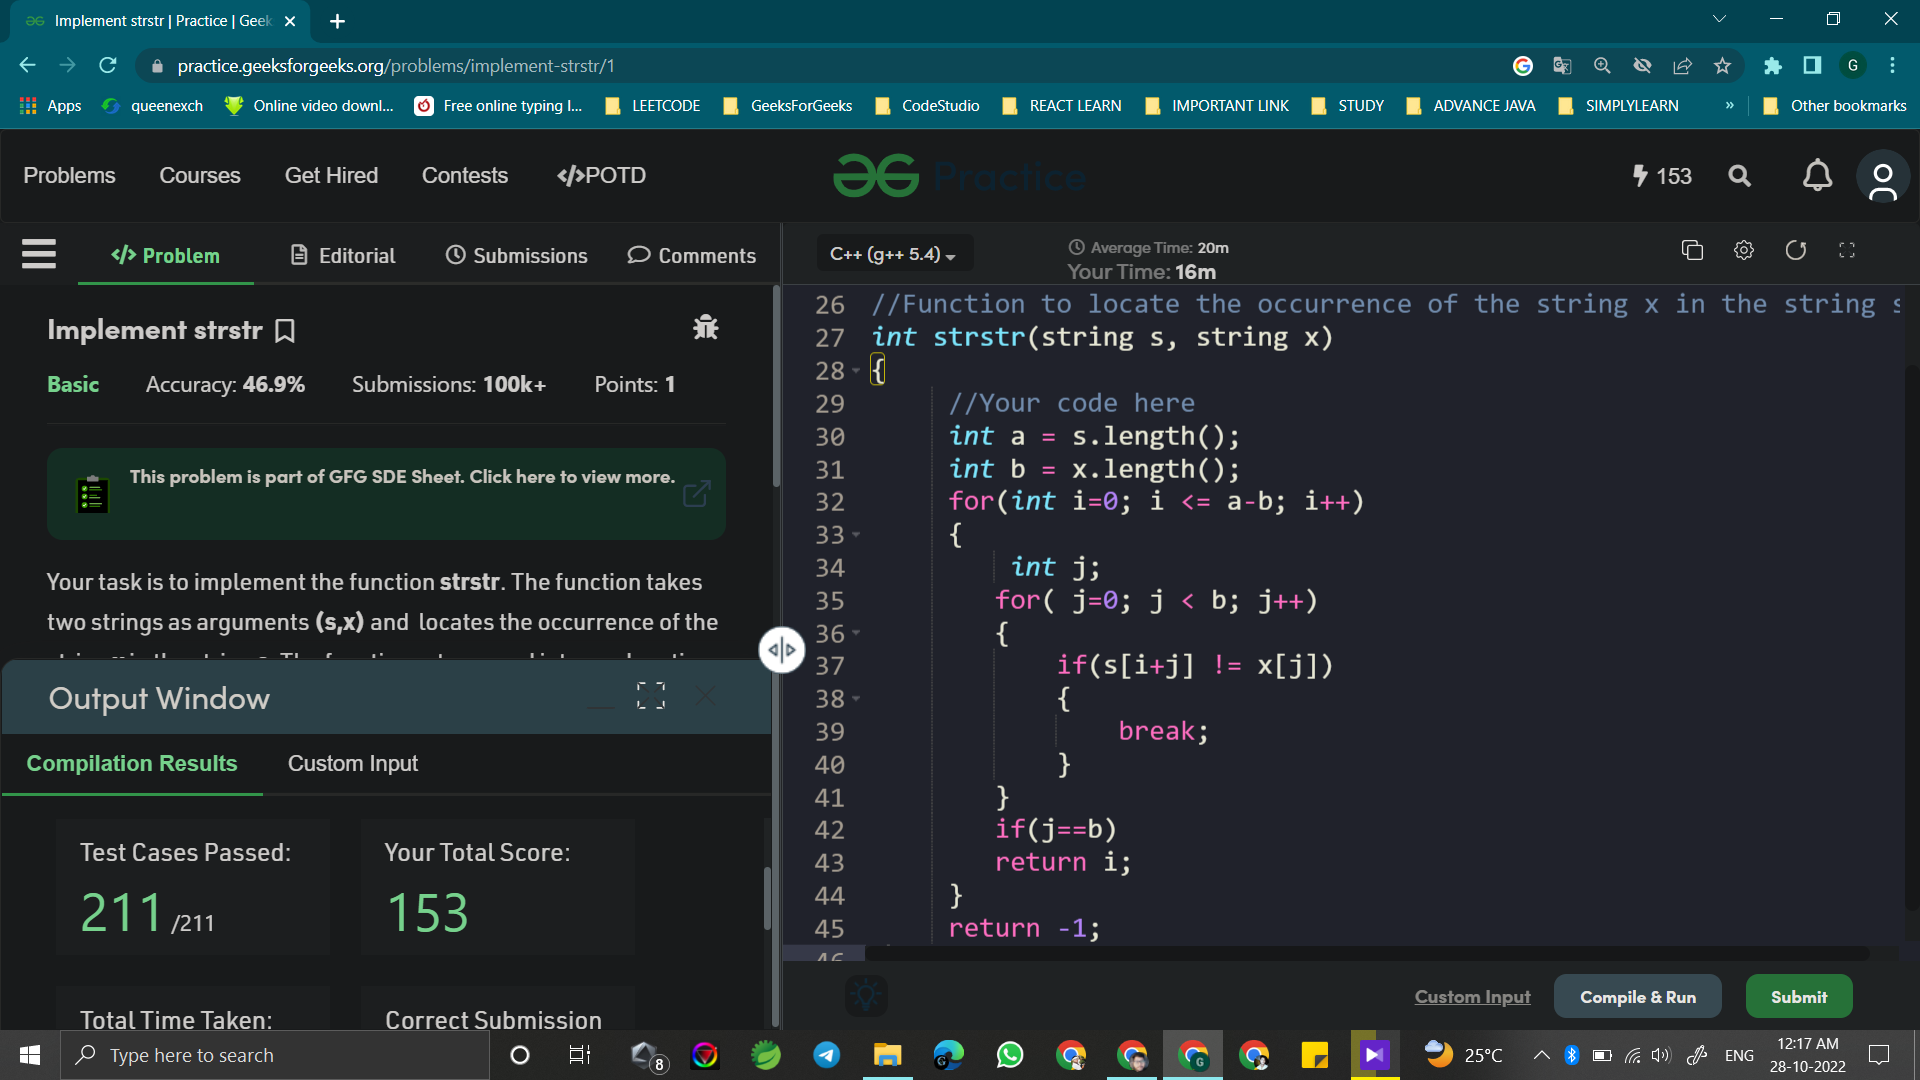 Implement strstr | Practice | Geek
practice.geeksforgeeks.org/problems/implement-strstr/1
G
Apps queenexch Online video downl... Free online typing l... LEETCODE GeeksForGeeks CodeStudio REACT LEARN IMPORTANT LINK STUDY ADVANCE JAVA SIMPLYLEARN » Other bookmarks
Problems Courses Get Hired Contests </>POTD Practice 153
</> Problem Editorial Submissions Comments
C++ (g++ 5.4)
Average Time: 20m
Your Time: 16m
Implement strstr
Basic Accuracy: 46.9% Submissions: 100k+ Points: 1
This problem is part of GFG SDE Sheet. Click here to view more.
Your task is to implement the function strstr. The function takes
two strings as arguments (s,x) and locates the occurrence of the
Output Window
Compilation Results Custom Input
Test Cases Passed: Your Total Score:
211 /211 153
Total Time Taken: Correct Submission
26 //Function to locate the occurrence of the string x in the string s
27 int strstr(string s, string x)
28 {
29 //Your code here
30 int a = s.length();
31 int b = x.length();
32 for(int i=0; i <= a-b; i++)
33 {
34 int j;
35 for( j=0; j < b; j++)
36 {
37 if(s[i+j] != x[j])
38 {
39 break;
40 }
41 }
42 if(j==b)
43 return i;
44 }
45 return -1;
46
Custom Input Compile & Run Submit
Type here to search
8
25°C
ENG
12:17 AM
28-10-2022